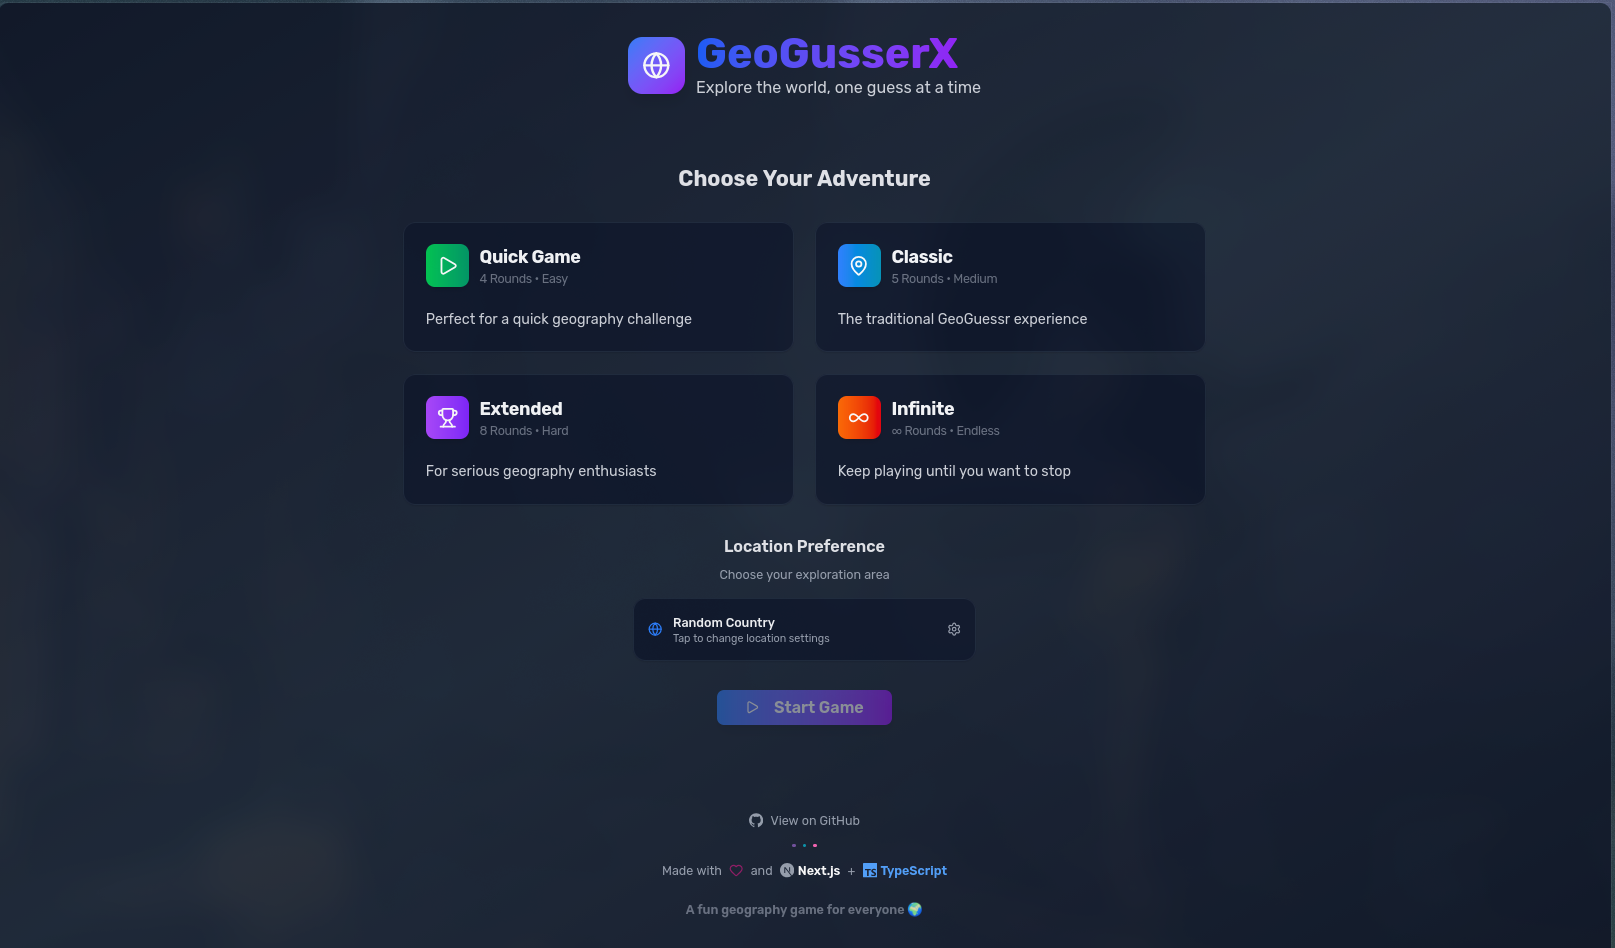 GeoGusserX
Explore the world, one guess at a time
Choose Your Adventure
Quick Game
4 Rounds • Easy
Perfect for a quick geography challenge
Classic
5 Rounds • Medium
The traditional GeoGuessr experience
Extended
8 Rounds • Hard
For serious geography enthusiasts
Infinite
∞ Rounds • Endless
Keep playing until you want to stop
Location Preference
Choose your exploration area
Random Country
Tap to change location settings
Start Game
View on GitHub
Made with and N Next.js + TS TypeScript
A fun geography game for everyone 🌍